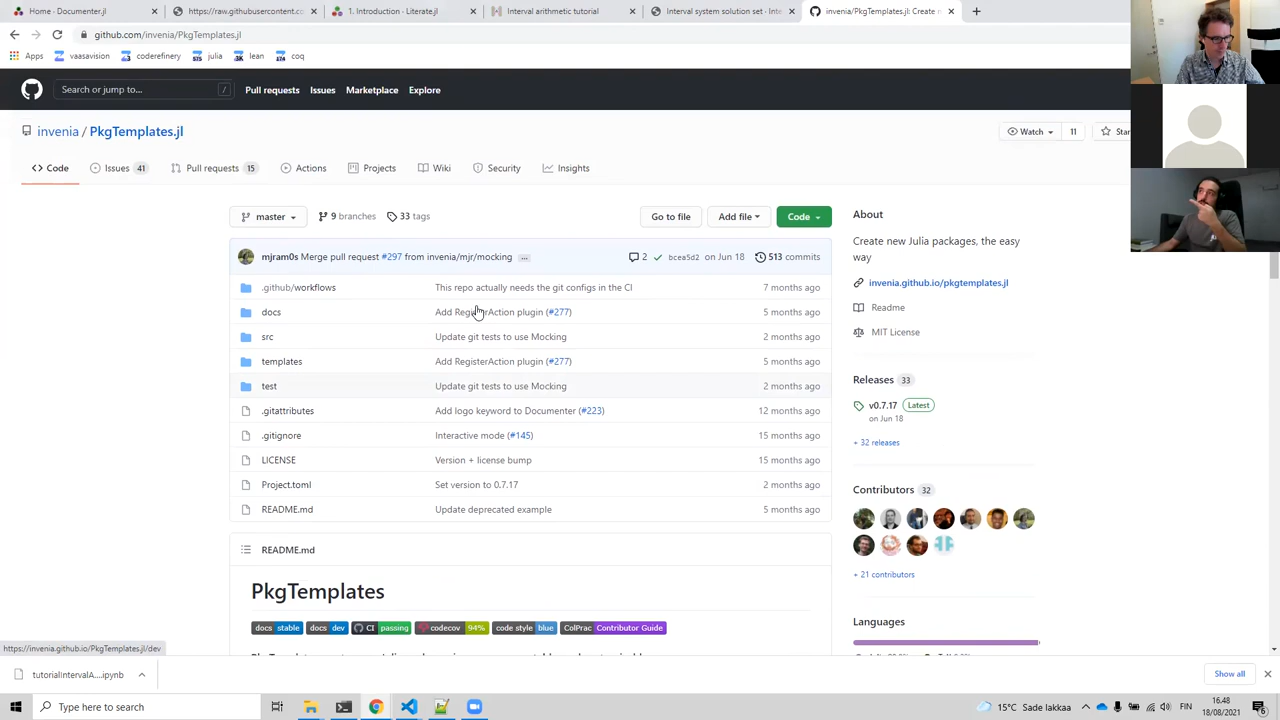 Home · Documenter.jl
https://raw.githubusercontent.co
1. Introduction · Literate.jl
Interval arithmetic tutorial
Interval system solution set - Inte
invenia/PkgTemplates.jl: Create n
github.com/invenia/PkgTemplates.jl
Apps
vaasavision
coderefinery
julia
lean
coq
Search or jump to...
/
Pull requests
Issues
Marketplace
Explore
invenia / PkgTemplates.jl
Watch
11
Star
Code
Issues 41
Pull requests 15
Actions
Projects
Wiki
Security
Insights
master
9 branches
33 tags
Go to file
Add file
Code
About
Create new Julia packages, the easy
way
invenia.github.io/pkgtemplates.jl
Readme
MIT License
Releases 33
v0.7.17 Latest
on Jun 18
+ 32 releases
Contributors 32
+ 21 contributors
Languages
mjram0s Merge pull request #297 from invenia/mjr/mocking ... 2 bcea5d2 on Jun 18 513 commits
.github/workflows This repo actually needs the git configs in the CI 7 months ago
docs Add RegisterAction plugin (#277) 5 months ago
src Update git tests to use Mocking 2 months ago
templates Add RegisterAction plugin (#277) 5 months ago
test Update git tests to use Mocking 2 months ago
.gitattributes Add logo keyword to Documenter (#223) 12 months ago
.gitignore Interactive mode (#145) 15 months ago
LICENSE Version + license bump 15 months ago
Project.toml Set version to 0.7.17 2 months ago
README.md Update deprecated example 5 months ago
README.md
PkgTemplates
docs stable docs dev CI passing codecov 94% code style blue ColPrac Contributor Guide
https://invenia.github.io/PkgTemplates.jl/dev
tutorialIntervalA....ipynb
Show all
Type here to search
15°C Sade lakkaa
FIN
16.48
18/08/2021
6